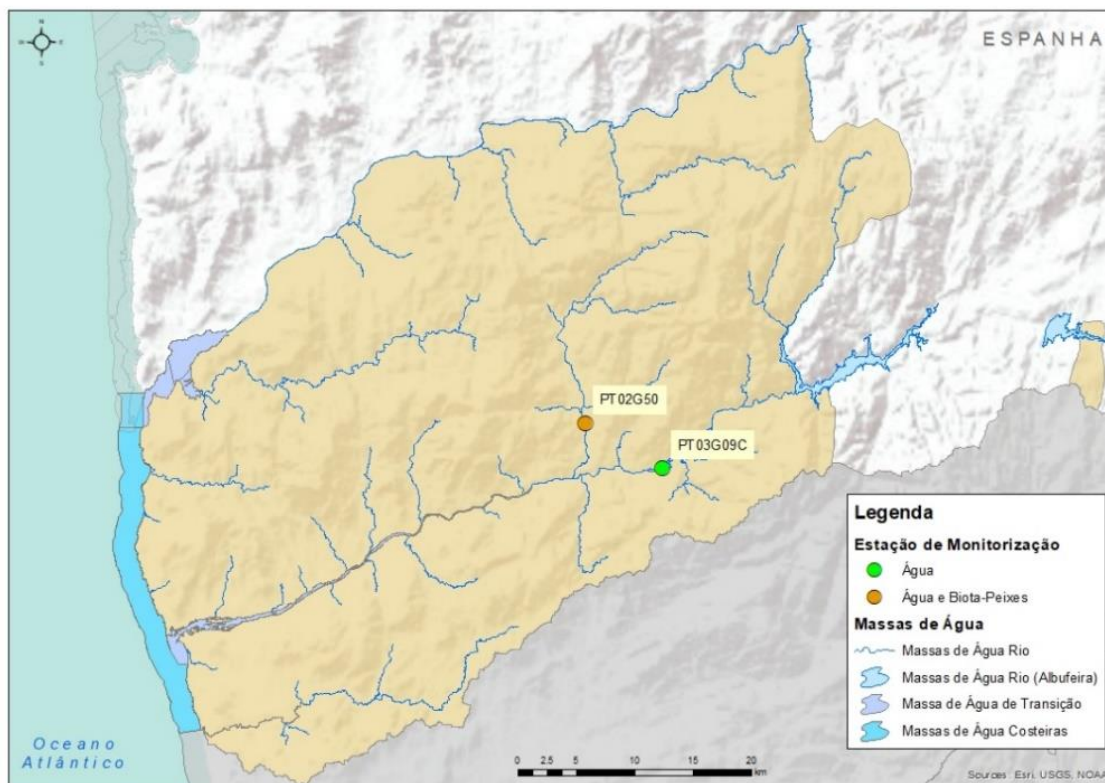 N
W E
S
ESPANHA
PT02G50
PT03G09C
Legenda
Estação de Monitorização
Água
Água e Biota-Peixes
Massas de Água
Massas de Água Rio
Massas de Água Rio (Albufeira)
Massa de Água de Transição
Massas de Água Costeiras
Oceano
Atlântico
0 2.5 5 10 15 20
km
Sources: Esri, USGS, NOAA